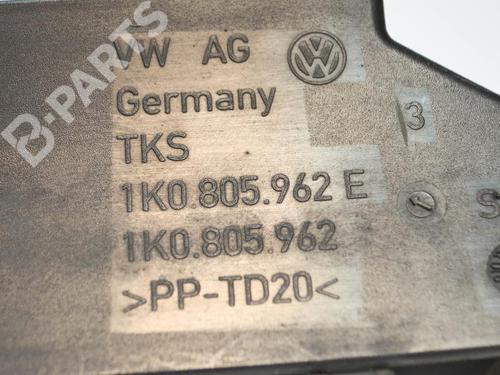 VW AG
Germany
3
TKS
1K0.805.962 E
1K0.805.962
S
>PP-TD20<
B-PARTS